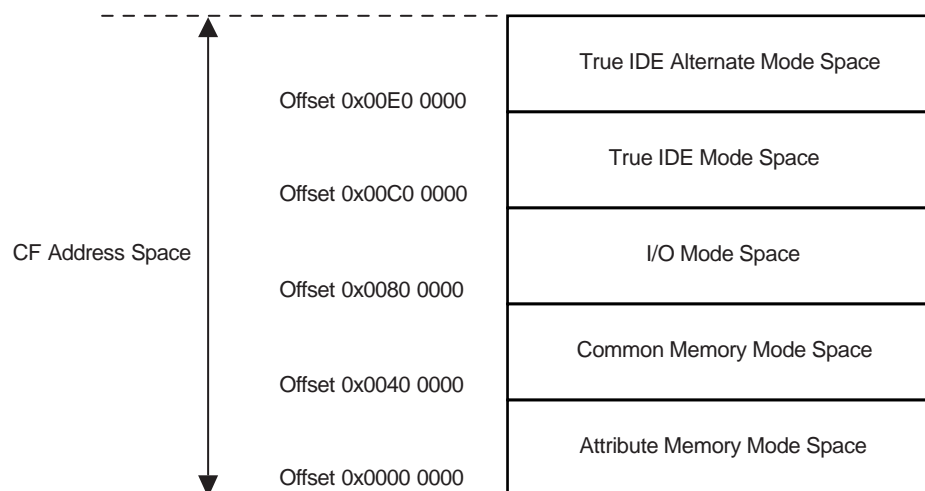 True IDE Alternate Mode Space
Offset 0x00E0 0000
True IDE Mode Space
Offset 0x00C0 0000
CF Address Space
I/O Mode Space
Offset 0x0080 0000
Common Memory Mode Space
Offset 0x0040 0000
Attribute Memory Mode Space
Offset 0x0000 0000